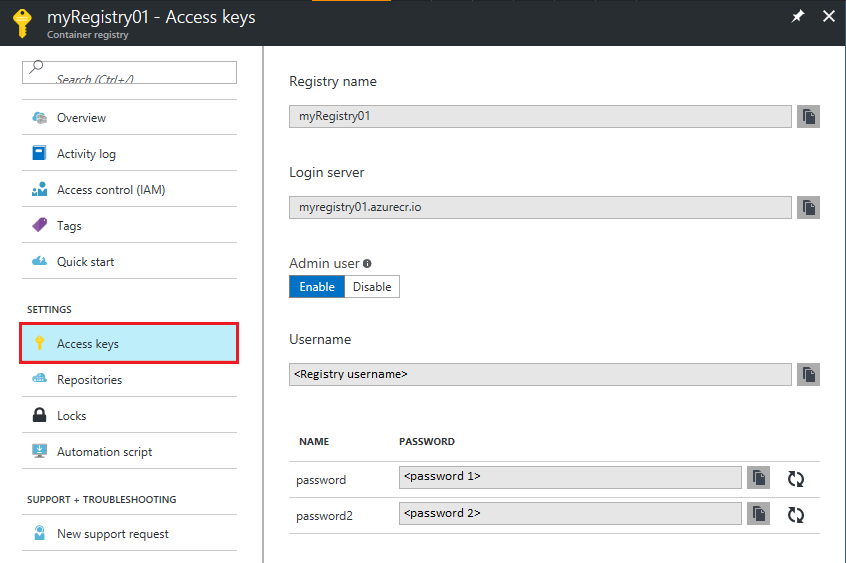 myRegistry01 - Access keys
Container registry
Search (Ctrl+/)
Overview
Activity log
Access control (IAM)
Tags
Quick start
SETTINGS
Access keys
Repositories
Locks
Automation script
SUPPORT + TROUBLESHOOTING
New support request
Registry name
myRegistry01
Login server
myregistry01.azurecr.io
Admin user
Enable Disable
Username
<Registry username>
NAME PASSWORD
password <password 1>
password2 <password 2>